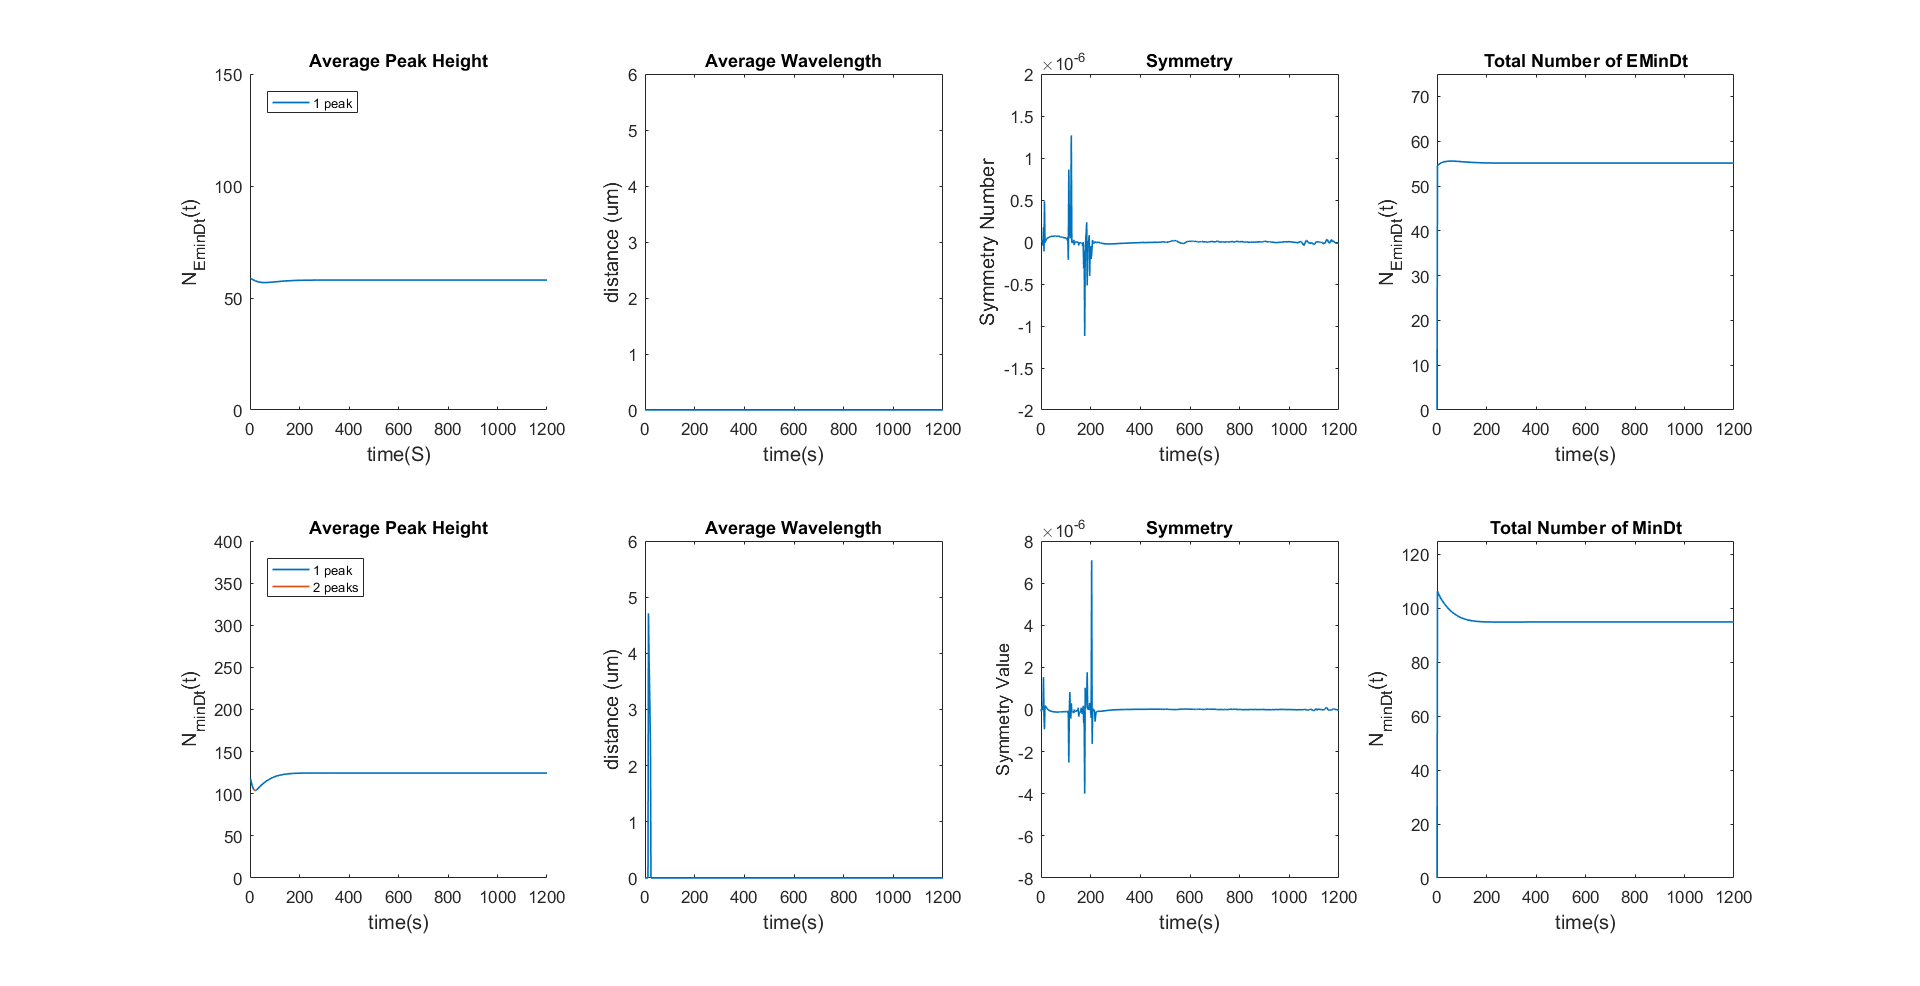 Average Peak Height
150
100
50
0
1 peak
N_EminDt(t)
0 200 400 600 800 1000 1200
time(S)
Average Wavelength
6
5
4
3
2
1
0
distance (um)
0 200 400 600 800 1000 1200
time(s)
Symmetry
×10^-6
2
1.5
1
0.5
0
-0.5
-1
-1.5
-2
Symmetry Number
0 200 400 600 800 1000 1200
time(s)
Total Number of EMinDt
70
60
50
40
30
20
10
0
N_EminDt(t)
0 200 400 600 800 1000 1200
time(s)
Average Peak Height
400
350
300
250
200
150
100
50
0
1 peak
2 peaks
N_minDt(t)
0 200 400 600 800 1000 1200
time(s)
Average Wavelength
6
5
4
3
2
1
0
distance (um)
0 200 400 600 800 1000 1200
time(s)
Symmetry
×10^-6
8
6
4
2
0
-2
-4
-6
-8
Symmetry Value
0 200 400 600 800 1000 1200
time(s)
Total Number of MinDt
120
100
80
60
40
20
0
N_minDt(t)
0 200 400 600 800 1000 1200
time(s)